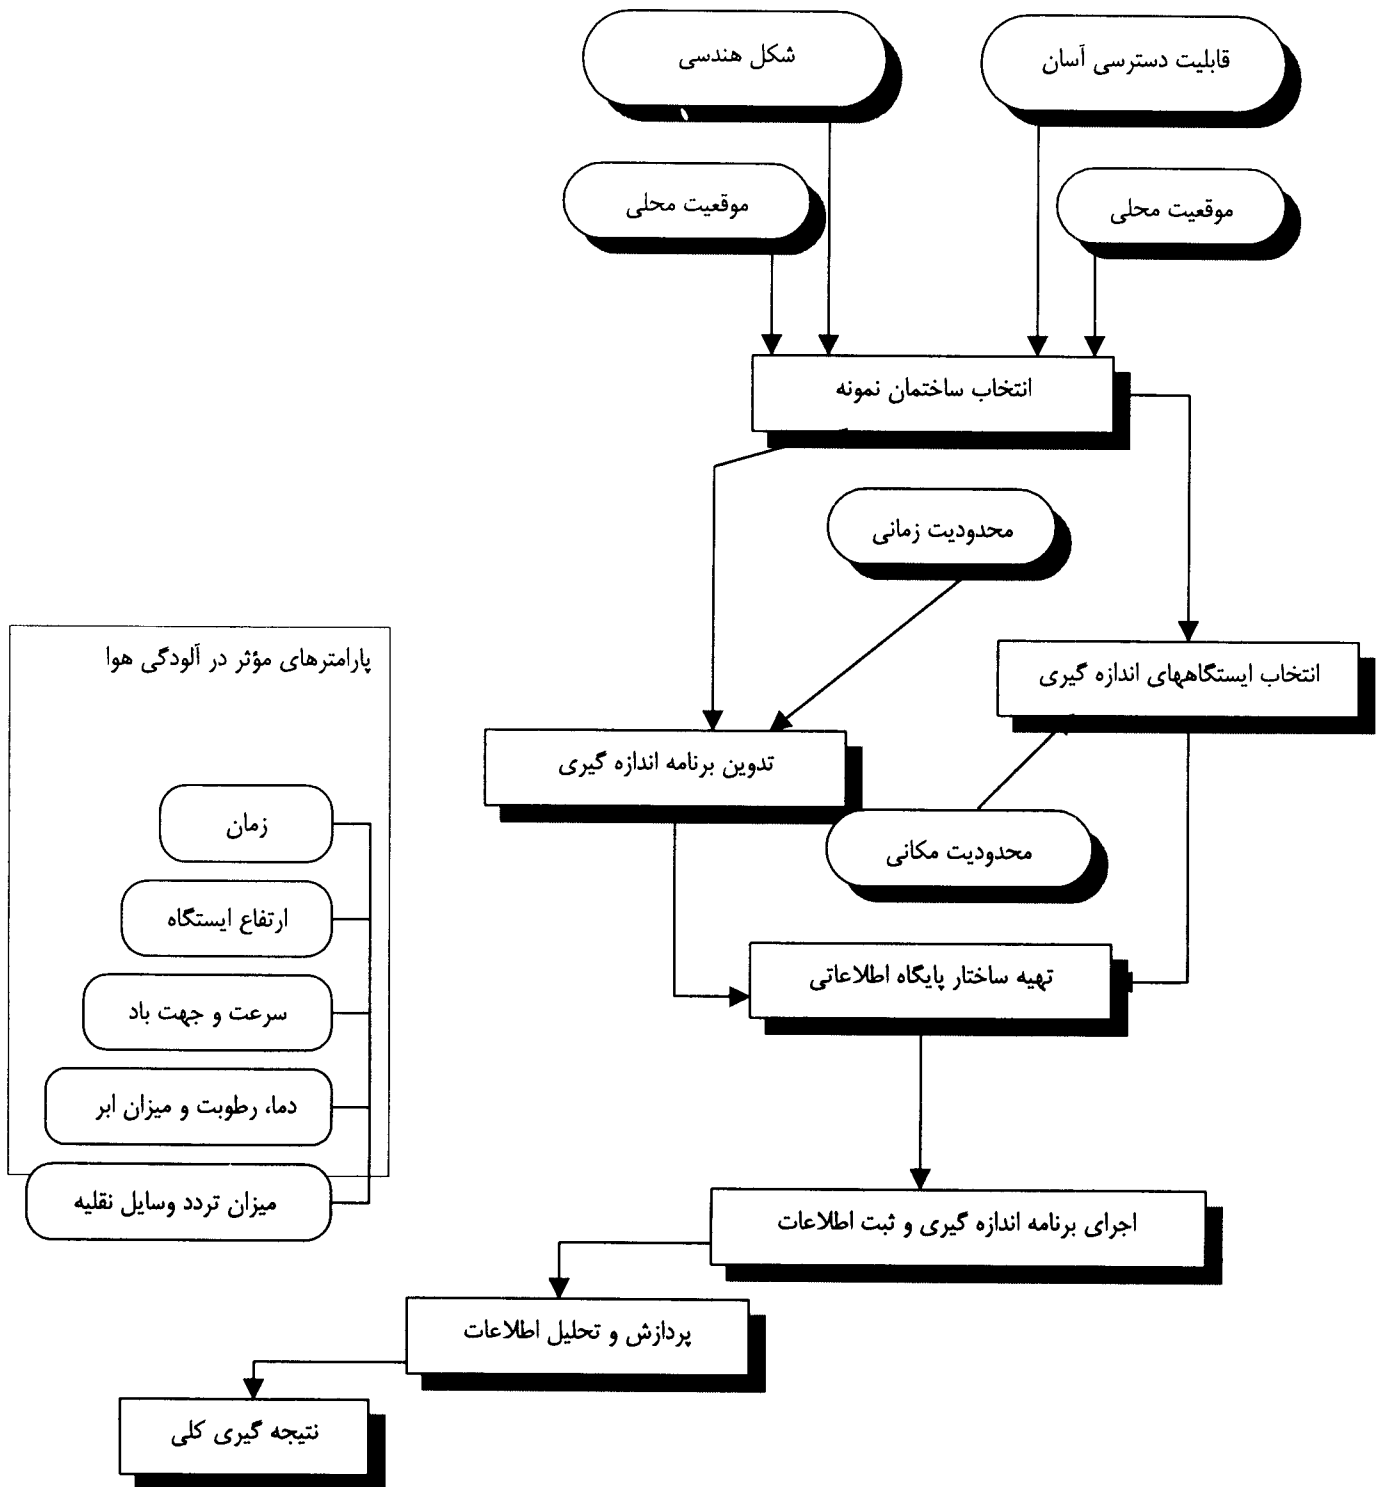 قابلیت دسترسی آسان
شکل هندسی
موقعیت محلی
موقعیت محلی
انتخاب ساختمان نمونه
محدودیت زمانی
انتخاب ایستگاههای اندازه گیری
تدوین برنامه اندازه گیری
محدودیت مکانی
تهیه ساختار پایگاه اطلاعاتی
اجرای برنامه اندازه گیری و ثبت اطلاعات
پردازش و تحلیل اطلاعات
نتیجه گیری کلی
پارامترهای مؤثر در آلودگی هوا
زمان
ارتفاع ایستگاه
سرعت و جهت باد
دما، رطوبت و میزان ابر
میزان تردد وسایل نقلیه